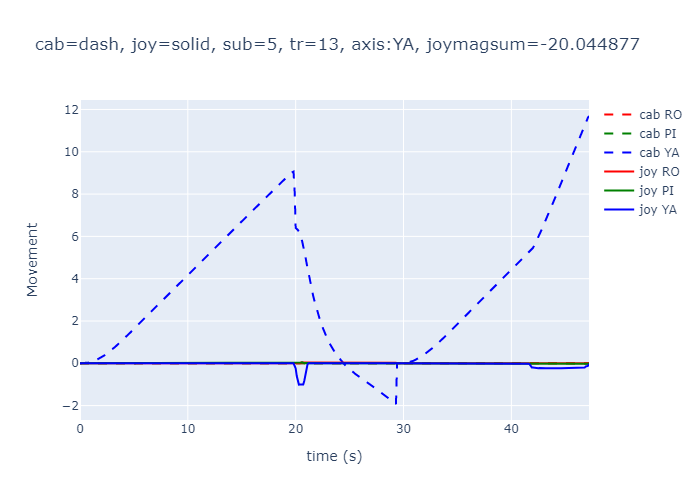 cab=dash, joy=solid, sub=5, tr=13, axis:YA, joymagsum=-20.044877
12
10
8
6
4
2
0
−2
Movement
0
10
20
30
40
time (s)
cab RO
cab PI
cab YA
joy RO
joy PI
joy YA